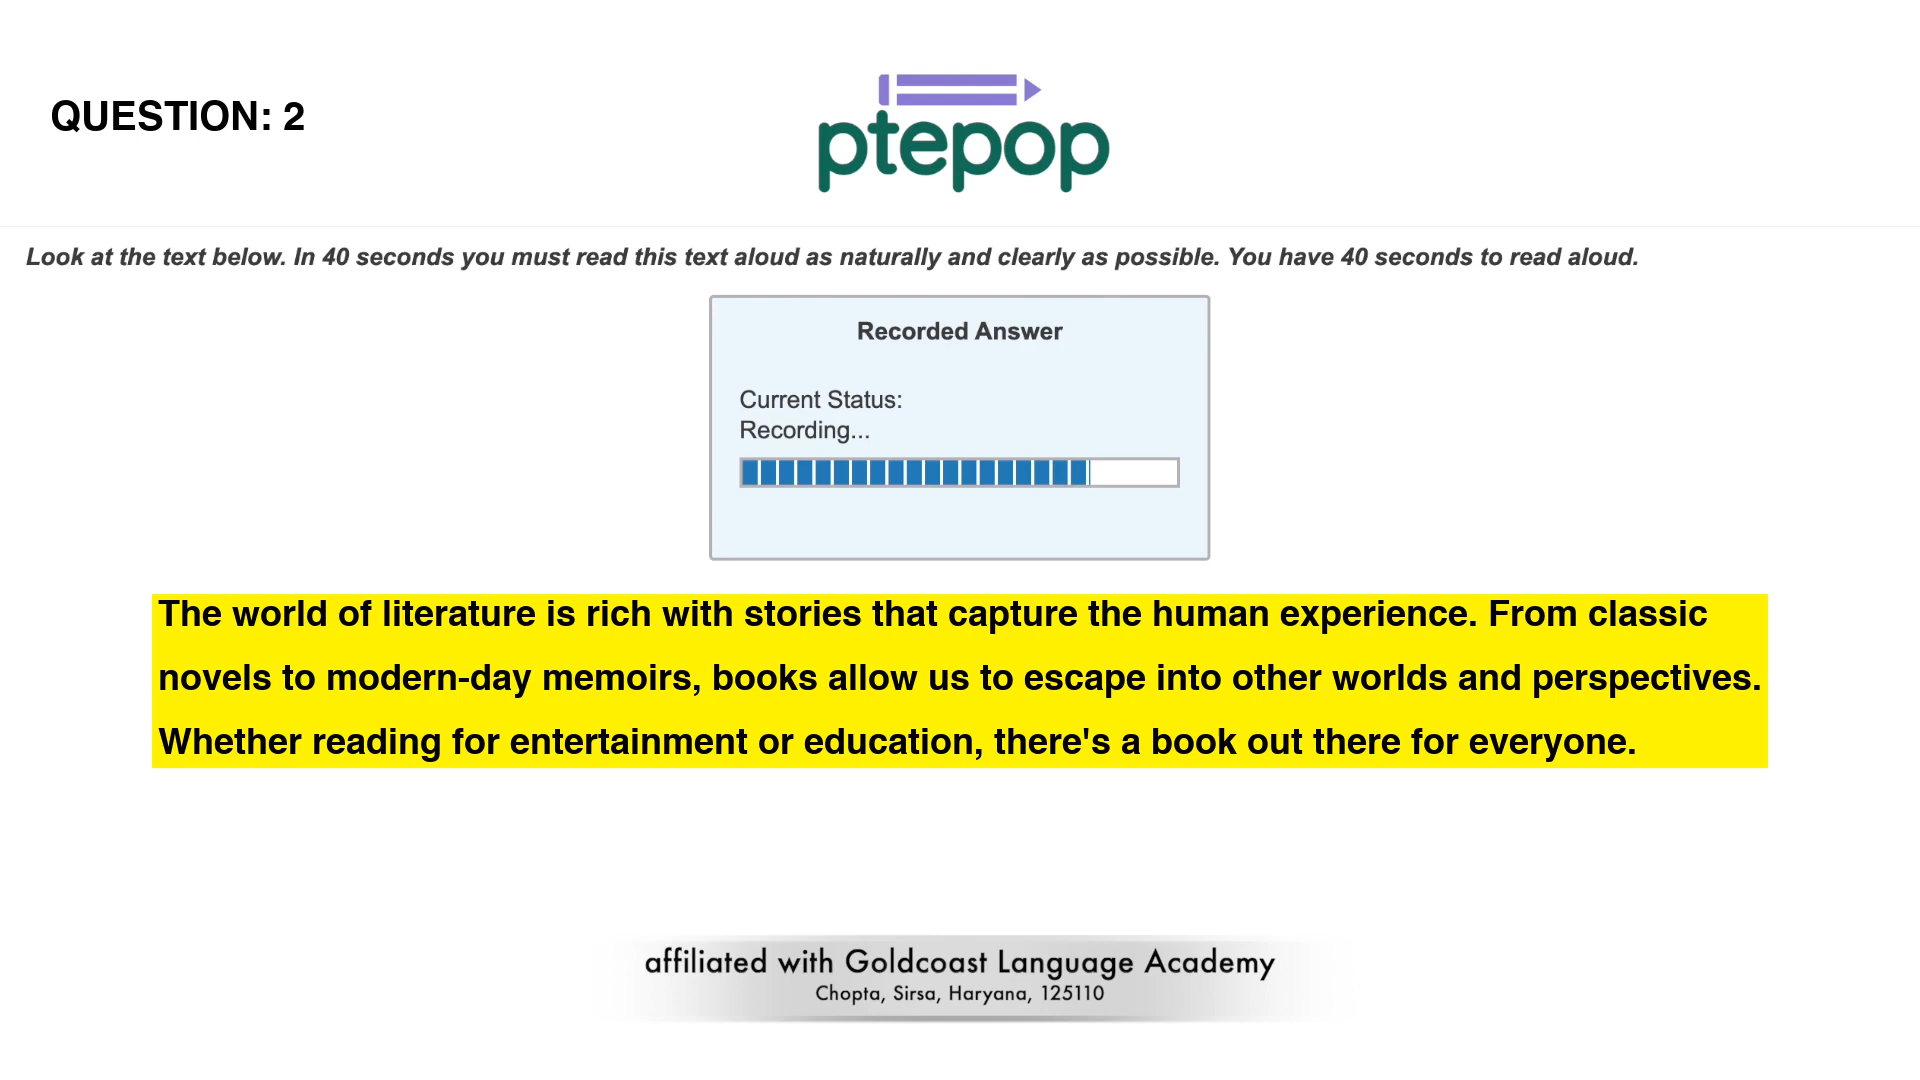 QUESTION: 2
ptepop
Look at the text below. In 40 seconds you must read this text aloud as naturally and clearly as possible. You have 40 seconds to read aloud.
Recorded Answer
Current Status:
Recording...
The world of literature is rich with stories that capture the human experience. From classic
novels to modern-day memoirs, books allow us to escape into other worlds and perspectives.
Whether reading for entertainment or education, there's a book out there for everyone.
affiliated with Goldcoast Language Academy
Chopta, Sirsa, Haryana, 125110